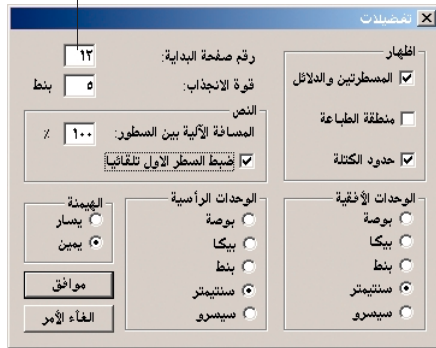 تفضيلات
اظهار
المسطرتين والدلائل
منطقة الطباعة
حدود الكتلة
رقم صفحة البداية: ١٢
قوة الانجذاب: ٥ بنط
النص
المسافة الآلية بين السطور: ١٠٠ ٪
ضبط السطر الاول تلقائيا
الوحدات الأفقية
بوصة
بيكا
بنط
سنتيمتر
سيسرو
الوحدات الرأسية
بوصة
بيكا
بنط
سنتيمتر
سيسرو
الهيمنة
يسار
يمين
موافق
الغاء الأمر